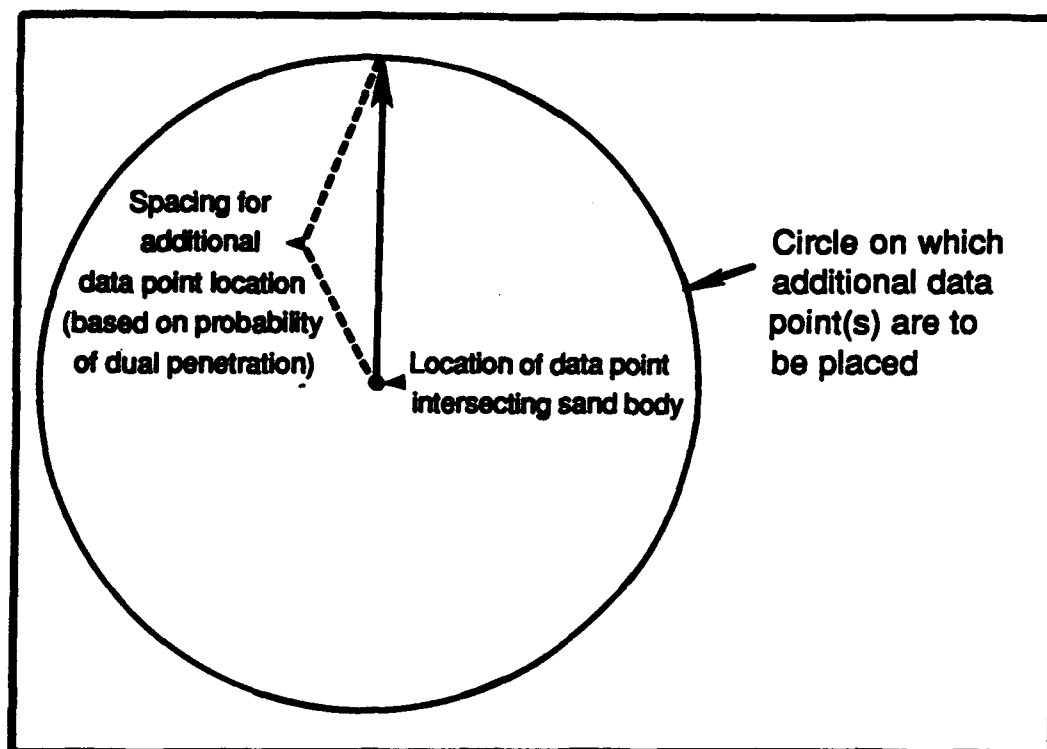 Spacing for
additional
data point location
(based on probability
of dual penetration)
Location of data point
intersecting sand body
Circle on which
additional data
point(s) are to
be placed